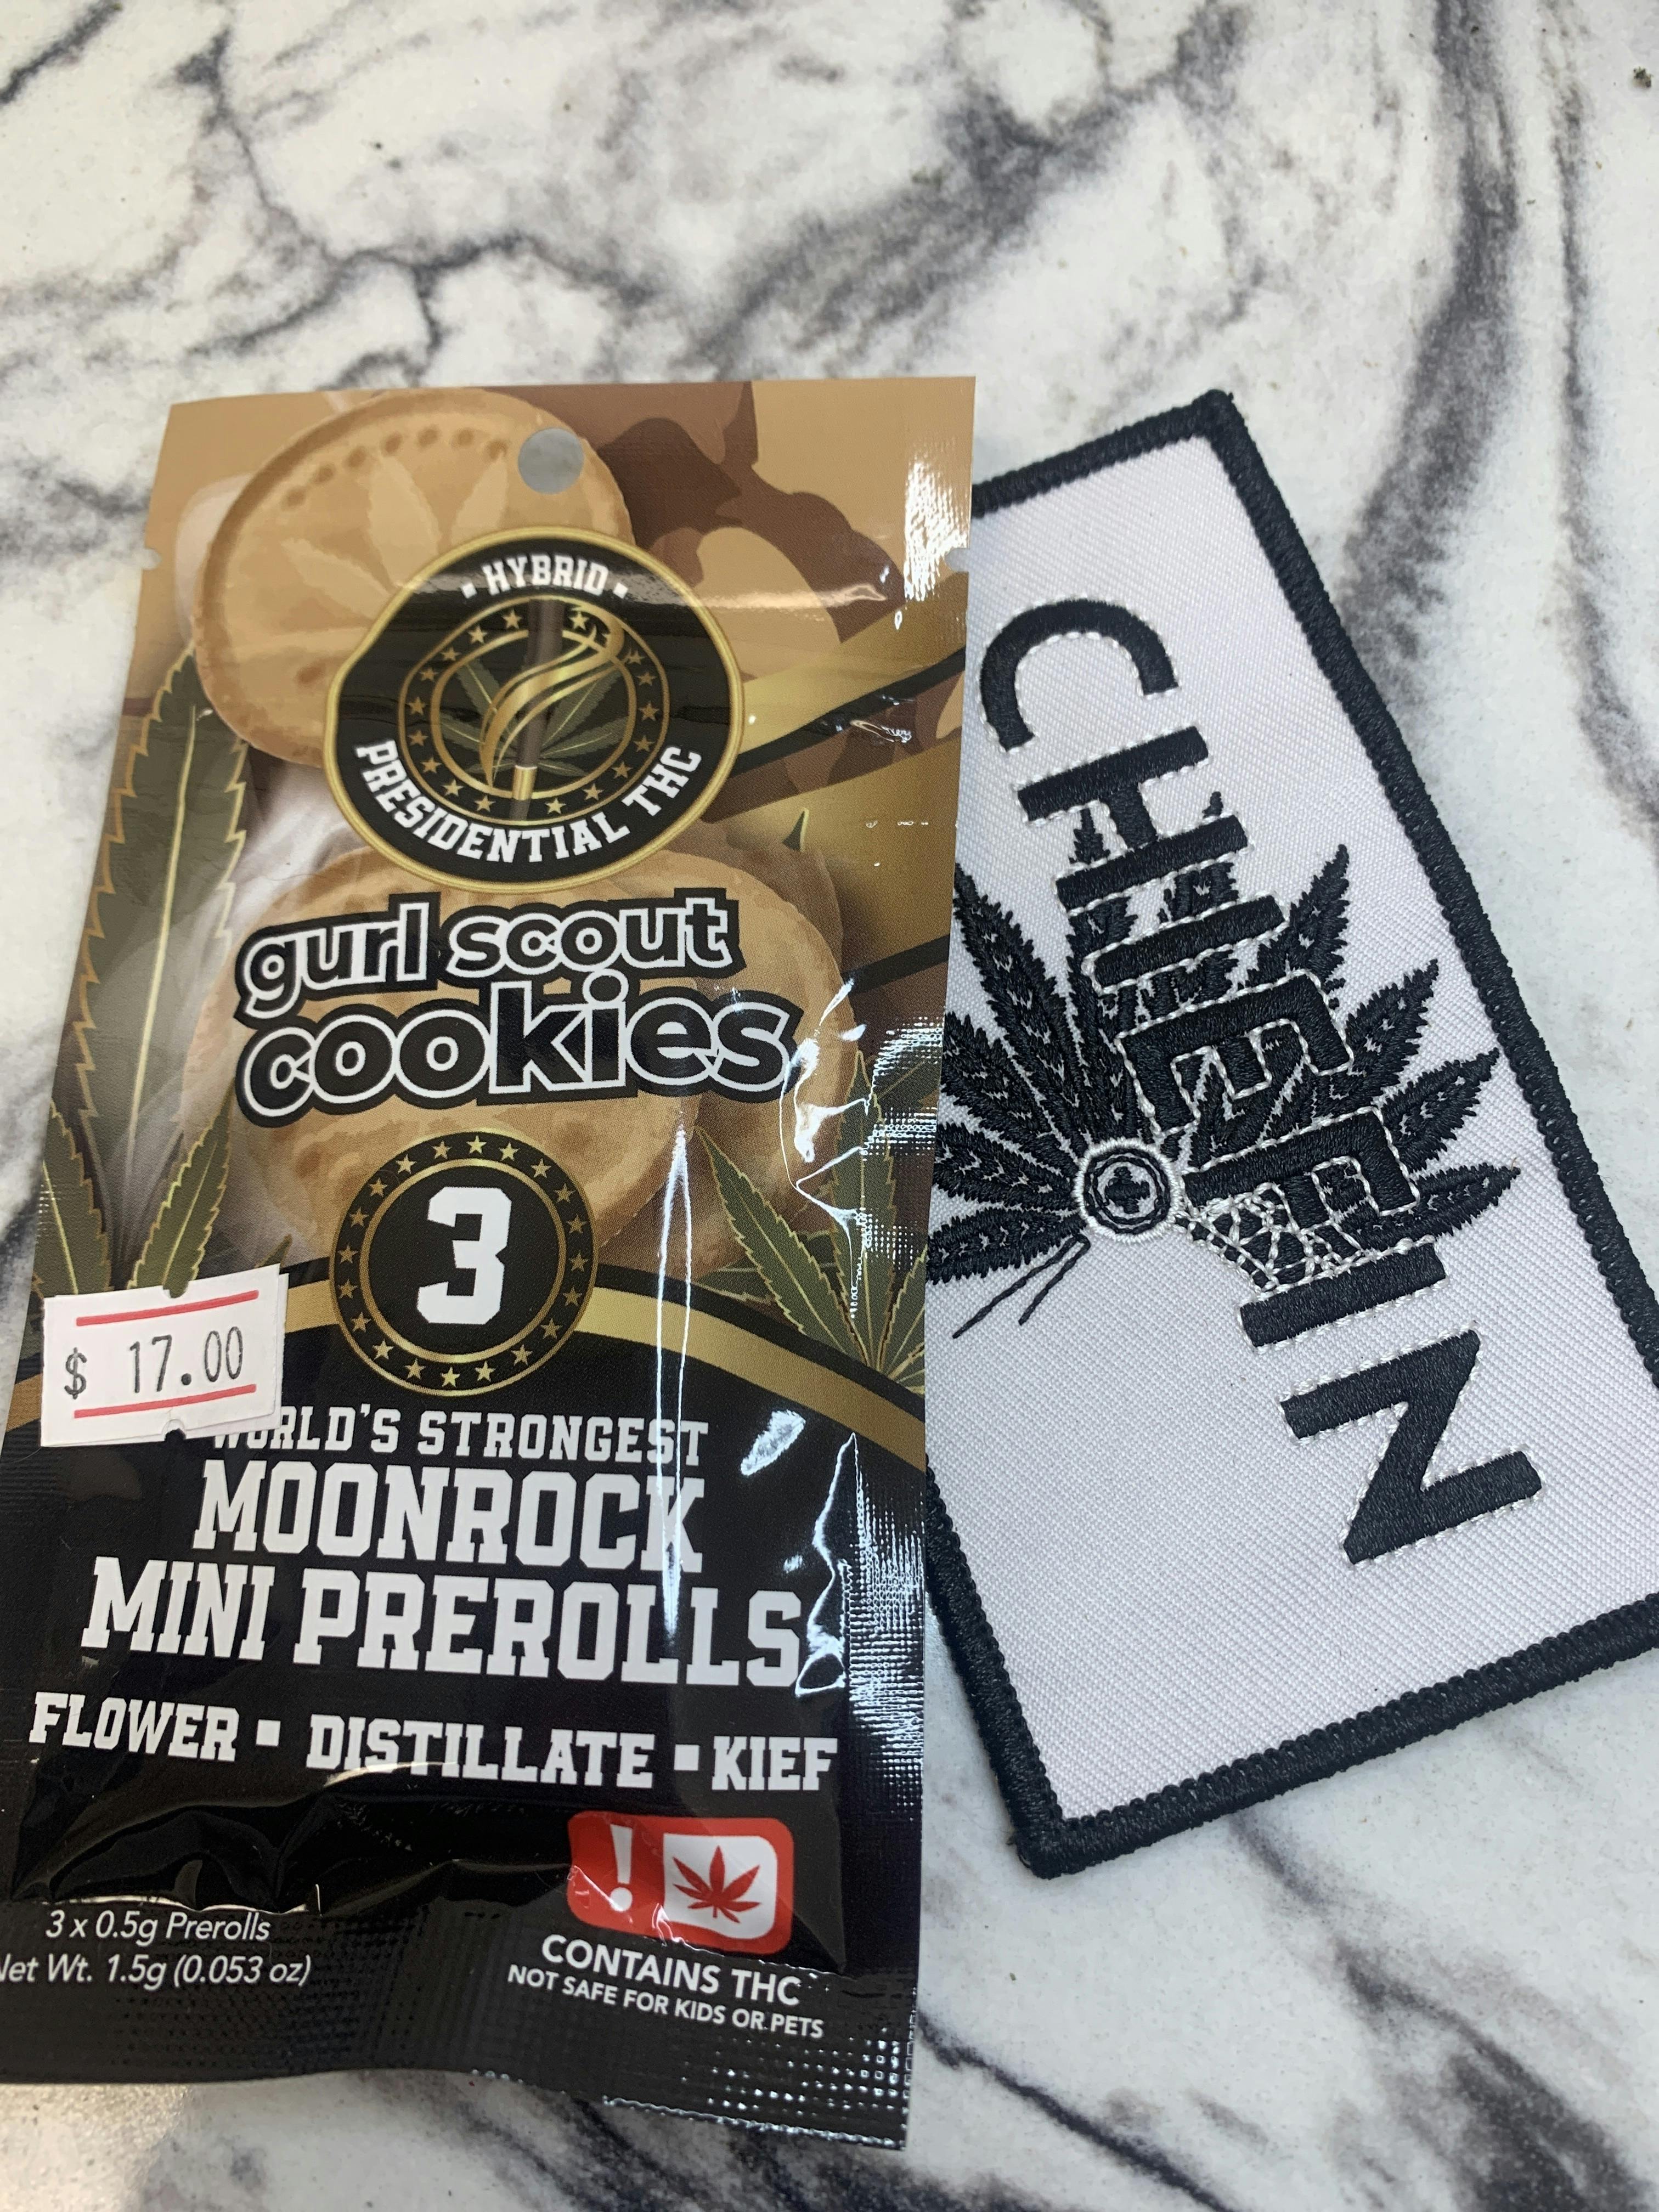 · HYBRID ·
PRESIDENTIAL THC
gurl scout
cookies
3
$ 17.00
WORLD'S STRONGEST
MOONROCK
MINI PREROLLS
FLOWER ▪ DISTILLATE ▪ KIEF
3 x 0.5g Prerolls
Net Wt. 1.5g (0.053 oz)
!
CONTAINS THC
NOT SAFE FOR KIDS OR PETS
CHIEFIN